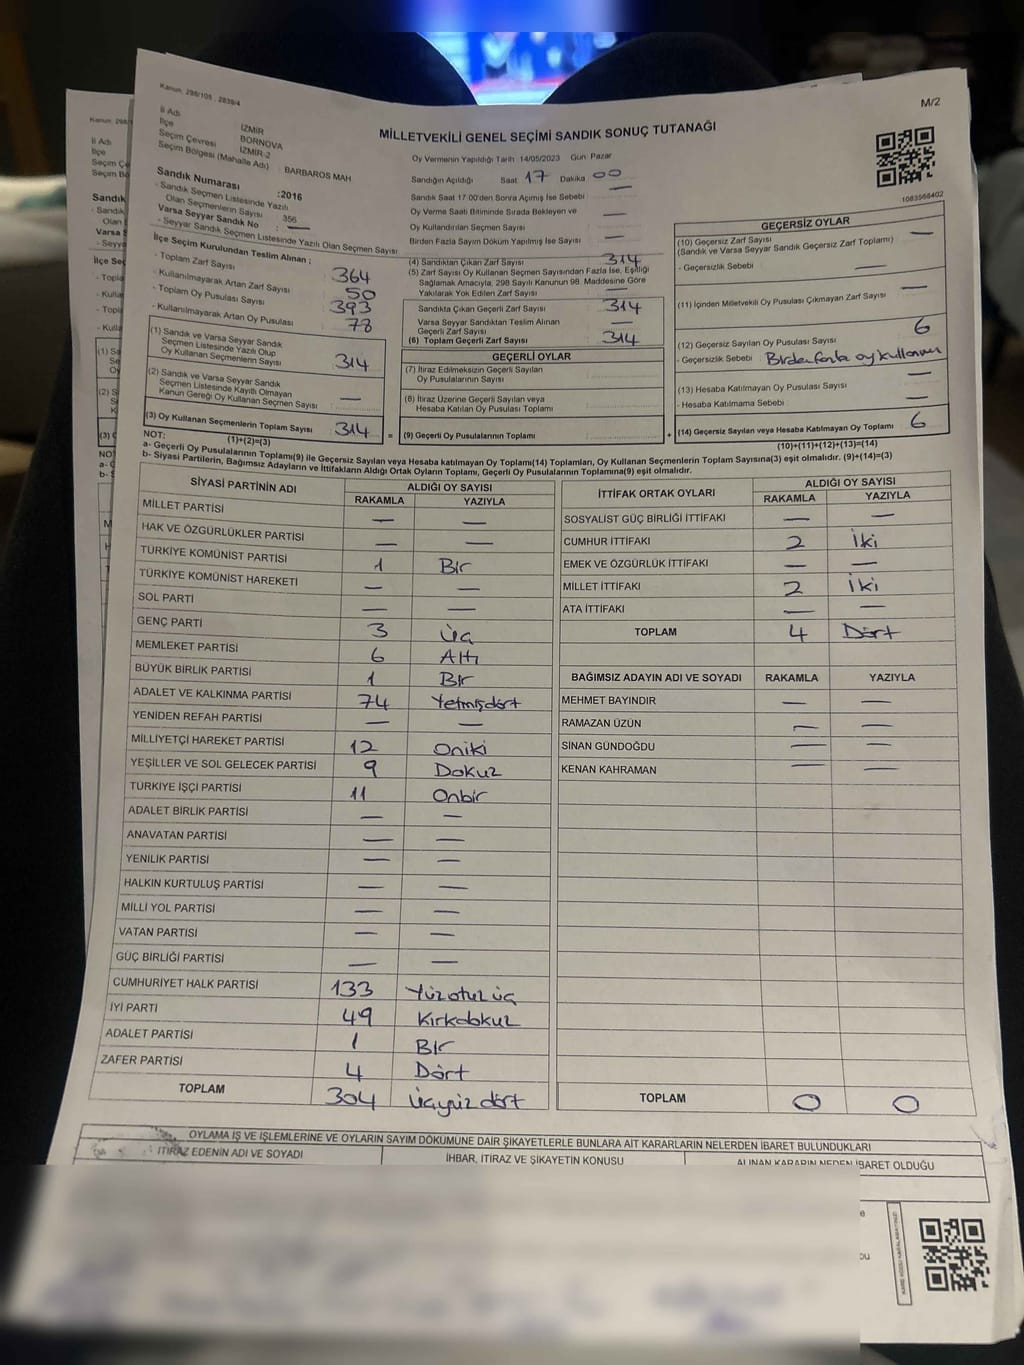 Kanun: 298/105 , 2839/4
M/2
MİLLETVEKİLİ GENEL SEÇİMİ SANDIK SONUÇ TUTANAĞI
İl Adı İZMİR
İlçe BORNOVA
Seçim Çevresi İZMİR-2
Seçim Bölgesi (Mahalle Adı) BARBAROS MAH
Sandık Numarası :2016
- Sandık Seçmen Listesinde Yazılı
Olan Seçmenlerin Sayısı 356
Varsa Seyyar Sandık No : —
- Seyyar Sandık Seçmen Listesinde Yazılı Olan Seçmen Sayısı
İlçe Seçim Kurulundan Teslim Alınan :
- Toplam Zarf Sayısı 364
- Kullanılmayarak Artan Zarf Sayısı 50
- Toplam Oy Pusulası Sayısı 393
- Kullanılmayarak Artan Oy Pusulası 78
(1) Sandık ve Varsa Seyyar Sandık
Seçmen Listesinde Yazılı Olup
Oy Kullanan Seçmenlerin Sayısı 314
(2) Sandık ve Varsa Seyyar Sandık
Seçmen Listesinde Kayıtlı Olmayan
Kanun Gereği Oy Kullanan Seçmen Sayısı —
(3) Oy Kullanan Seçmenlerin Toplam Sayısı 314
Oy Vermenin Yapıldığı Tarih 14/05/2023 Gün Pazar
Sandığın Açıldığı Saat 17 Dakika 00
Sandık Saat 17.00'den Sonra Açımış İse Sebebi —
Oy Verme Saati Bitiminde Sırada Bekleyen ve
Oy Kullandırılan Seçmen Sayısı —
Birden Fazla Sayım Döküm Yapılmış İse Sayısı —
(4) Sandıktan Çıkan Zarf Sayısı 314
(5) Zarf Sayısı Oy Kullanan Seçmen Sayısından Fazla İse, Eşitliği
Sağlamak Amacıyla, 298 Sayılı Kanunun 98. Maddesine Göre
Yakılarak Yok Edilen Zarf Sayısı —
Sandıkta Çıkan Geçerli Zarf Sayısı 314
Varsa Seyyar Sandıktan Teslim Alınan
Geçerli Zarf Sayısı —
(6) Toplam Geçerli Zarf Sayısı 314
GEÇERLİ OYLAR
(7) İtiraz Edilmeksizin Geçerli Sayılan
Oy Pusulalarının Sayısı
(8) İtiraz Üzerine Geçerli Sayılan veya
Hesaba Katılan Oy Pusulası Toplamı
= (9) Geçerli Oy Pusulalarının Toplamı +
1083566402
GEÇERSİZ OYLAR
(10) Geçersiz Zarf Sayısı —
(Sandık ve Varsa Seyyar Sandık Geçersiz Zarf Toplamı)
- Geçersizlik Sebebi —
(11) İçinden Milletvekili Oy Pusulası Çıkmayan Zarf Sayısı —
(12) Geçersiz Sayılan Oy Pusulası Sayısı 6
- Geçersizlik Sebebi Birden fazla oy kullanımı
(13) Hesaba Katılmayan Oy Pusulası Sayısı —
- Hesaba Katılmama Sebebi —
(14) Geçersiz Sayılan veya Hesaba Katılmayan Oy Toplamı 6
NOT: (1)+(2)=(3) (10)+(11)+(12)+(13)=(14)
a- Geçerli Oy Pusulalarının Toplamı(9) ile Geçersiz Sayılan veya Hesaba katılmayan Oy Toplamı(14) Toplamları, Oy Kullanan Seçmenlerin Toplam Sayısına(3) eşit olmalıdır. (9)+(14)=(3)
b- Siyasi Partilerin, Bağımsız Adayların ve İttifakların Aldığı Ortak Oyların Toplamı, Geçerli Oy Pusulalarının Toplamına(9) eşit olmalıdır.
SİYASİ PARTİNİN ADI ALDIĞI OY SAYISI
RAKAMLA YAZIYLA
MİLLET PARTİSİ — —
HAK VE ÖZGÜRLÜKLER PARTİSİ — —
TÜRKİYE KOMÜNİST PARTİSİ 1 Bir
TÜRKİYE KOMÜNİST HAREKETİ — —
SOL PARTİ — —
GENÇ PARTİ 3 Üç
MEMLEKET PARTİSİ 6 Altı
BÜYÜK BİRLİK PARTİSİ 1 Bir
ADALET VE KALKINMA PARTİSİ 74 Yetmişdört
YENİDEN REFAH PARTİSİ — —
MİLLİYETÇİ HAREKET PARTİSİ 12 Oniki
YEŞİLLER VE SOL GELECEK PARTİSİ 9 Dokuz
TÜRKİYE İŞÇİ PARTİSİ 11 Onbir
ADALET BİRLİK PARTİSİ — —
ANAVATAN PARTİSİ — —
YENİLİK PARTİSİ — —
HALKIN KURTULUŞ PARTİSİ — —
MİLLİ YOL PARTİSİ — —
VATAN PARTİSİ — —
GÜÇ BİRLİĞİ PARTİSİ — —
CUMHURİYET HALK PARTİSİ 133 Yüzotuz üç
İYİ PARTİ 49 Kırkdokuz
ADALET PARTİSİ 1 Bir
ZAFER PARTİSİ 4 Dört
TOPLAM 304 Üçyüz dört
İTTİFAK ORTAK OYLARI ALDIĞI OY SAYISI
RAKAMLA YAZIYLA
SOSYALİST GÜÇ BİRLİĞİ İTTİFAKI — —
CUMHUR İTTİFAKI 2 İki
EMEK VE ÖZGÜRLÜK İTTİFAKI — —
MİLLET İTTİFAKI 2 İki
ATA İTTİFAKI — —
TOPLAM 4 Dört
BAĞIMSIZ ADAYIN ADI VE SOYADI RAKAMLA YAZIYLA
MEHMET BAYINDIR — —
RAMAZAN ÜZÜN — —
SİNAN GÜNDOĞDU — —
KENAN KAHRAMAN — —
TOPLAM 0 0
OYLAMA İŞ VE İŞLEMLERİNE VE OYLARIN SAYIM DÖKÜMÜNE DAİR ŞİKAYETLERLE BUNLARA AİT KARARLARIN NELERDEN İBARET BULUNDUKLARI
İTİRAZ EDENİN ADI VE SOYADI İHBAR, İTİRAZ VE ŞİKAYETİN KONUSU ALINAN KARARIN NEDEN İBARET OLDUĞU